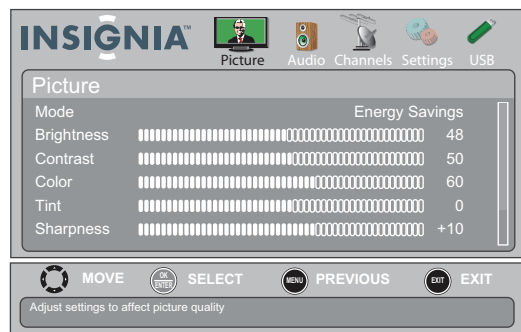 INSIGNIA™
Picture Audio Channels Settings USB
Picture
Mode Energy Savings
Brightness 48
Contrast 50
Color 60
Tint 0
Sharpness +10
MOVE OK ENTER SELECT MENU PREVIOUS EXIT EXIT
Adjust settings to affect picture quality